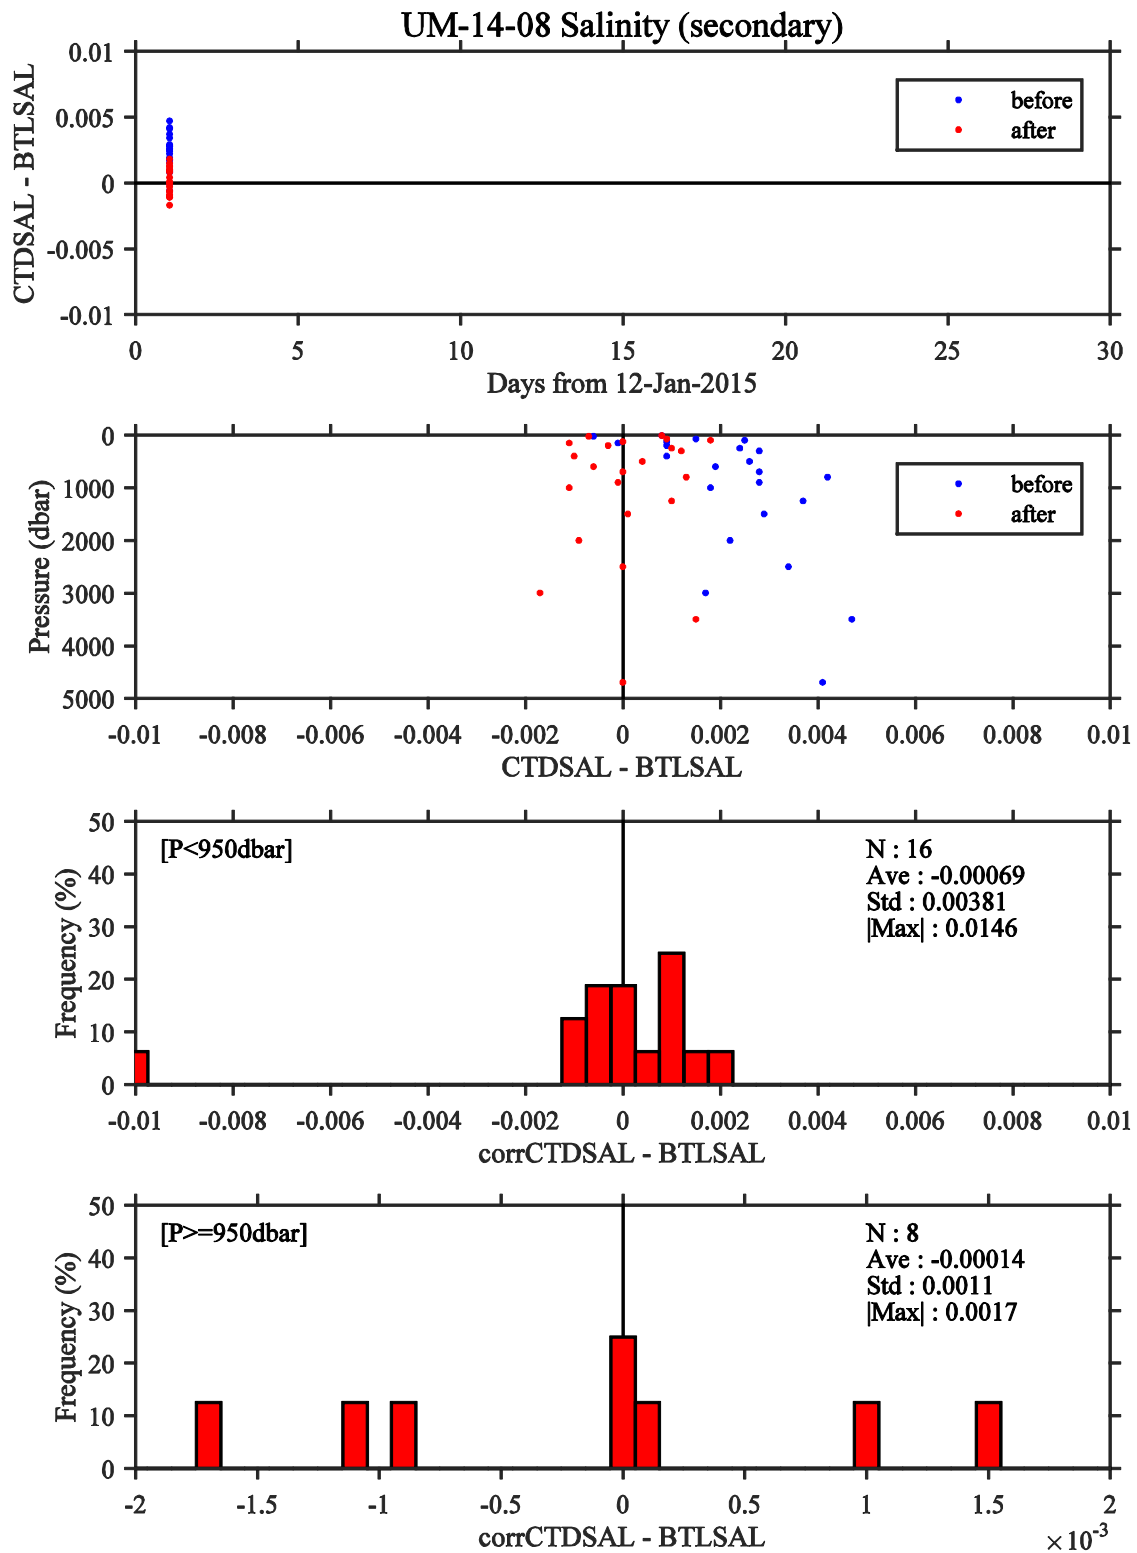 UM-14-08 Salinity (secondary)
0.01
0.005
0
-0.005
-0.01
CTDSAL - BTLSAL
before
after
0 5 10 15 20 25 30
Days from 12-Jan-2015
0
1000
2000
3000
4000
5000
Pressure (dbar)
before
after
-0.01 -0.008 -0.006 -0.004 -0.002 0 0.002 0.004 0.006 0.008 0.01
CTDSAL - BTLSAL
50
40
30
20
10
0
Frequency (%)
[P<950dbar]
N : 16
Ave : -0.00069
Std : 0.00381
|Max| : 0.0146
-0.01 -0.008 -0.006 -0.004 -0.002 0 0.002 0.004 0.006 0.008 0.01
corrCTDSAL - BTLSAL
50
40
30
20
10
0
Frequency (%)
[P>=950dbar]
N : 8
Ave : -0.00014
Std : 0.0011
|Max| : 0.0017
-2 -1.5 -1 -0.5 0 0.5 1 1.5 2
corrCTDSAL - BTLSAL
×10⁻³